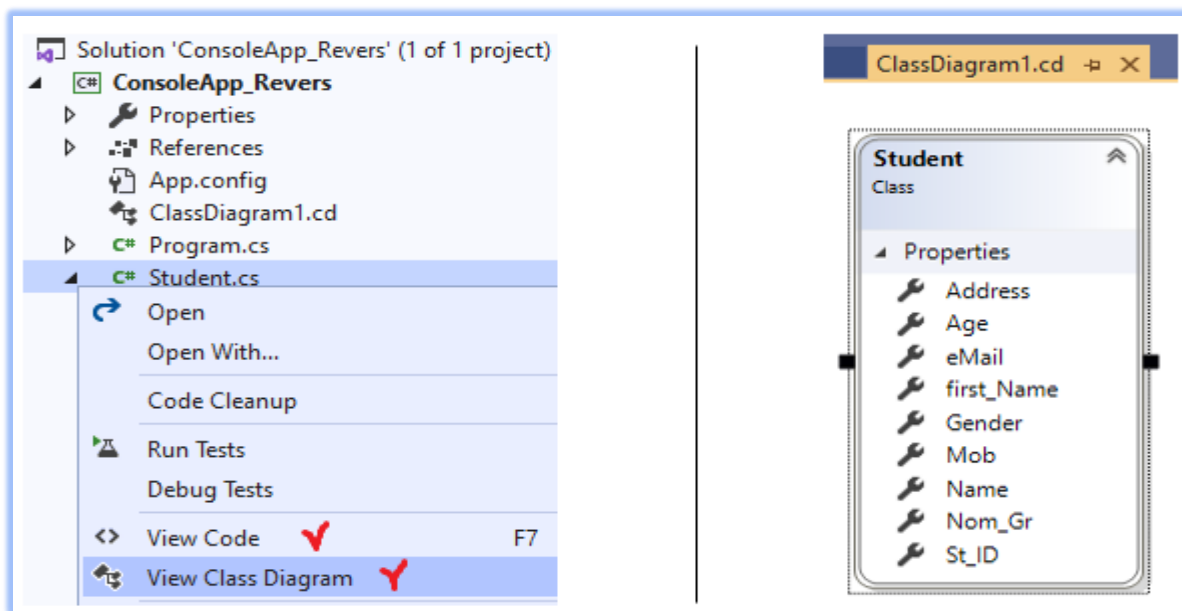 Solution 'ConsoleApp_Revers' (1 of 1 project)
C# ConsoleApp_Revers
Properties
References
App.config
ClassDiagram1.cd
C# Program.cs
C# Student.cs
Open
Open With...
Code Cleanup
Run Tests
Debug Tests
View Code F7
View Class Diagram
ClassDiagram1.cd
Student
Class
Properties
Address
Age
eMail
first_Name
Gender
Mob
Name
Nom_Gr
St_ID